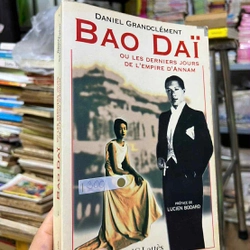 DANIEL GRANDCLÉMENT
BAO DAÏ
OU LES DERNIERS JOURS
DE L'EMPIRE D'ANNAM
PRÉFACE DE
LUCIEN BODARD
BAO DAÏ